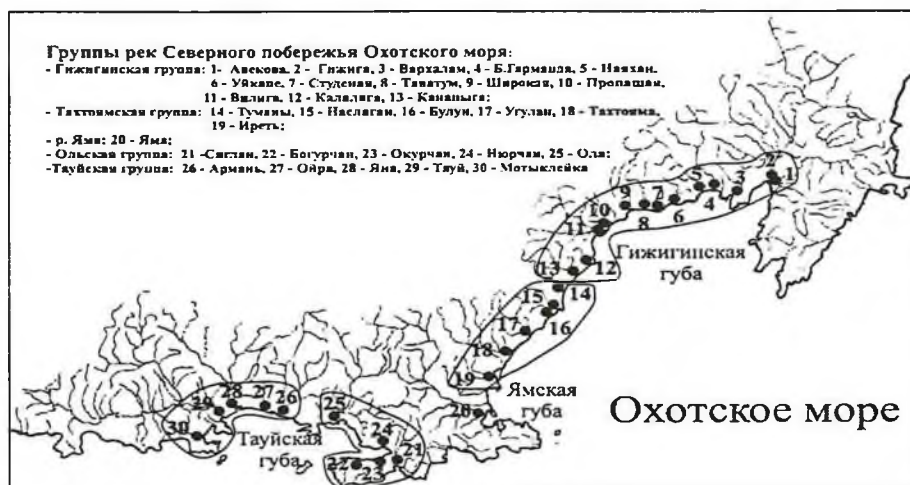 Группы рек Северного побережья Охотского моря:
- Гижигинская группа: 1- Авекова, 2 - Гижига, 3 - Вархалам, 4 - Б.Гарманда, 5 - Наяхан,
6 - Уйкане, 7 - Студеная, 8 - Таватум, 9 - Широкая, 10 - Пропащая,
11 - Вилига, 12 - Калалага, 13 - Кананыга;
- Тахтоямская группа: 14 - Туманы, 15 - Наслачан, 16 - Булун, 17 - Угулан, 18 - Тахтояма,
19 - Иреть;
- р. Яма: 20 - Яма;
- Ольская группа: 21 -Сиглан, 22 - Богурчан, 23 - Окурчан, 24 - Нюрчан, 25 - Ола;
-Тауйская группа: 26 - Армань, 27 - Ойра, 28 - Яна, 29 - Тауй, 30 - Мотыклейка
2
1
3
5
4
9
7
6
8
10
11
Гижигинская
губа
13
12
14
15
16
17
18
19
Ямская
губа
20
Охотское море
29
28
27
26
30
Тауйская
губа
25
24
21
22
23